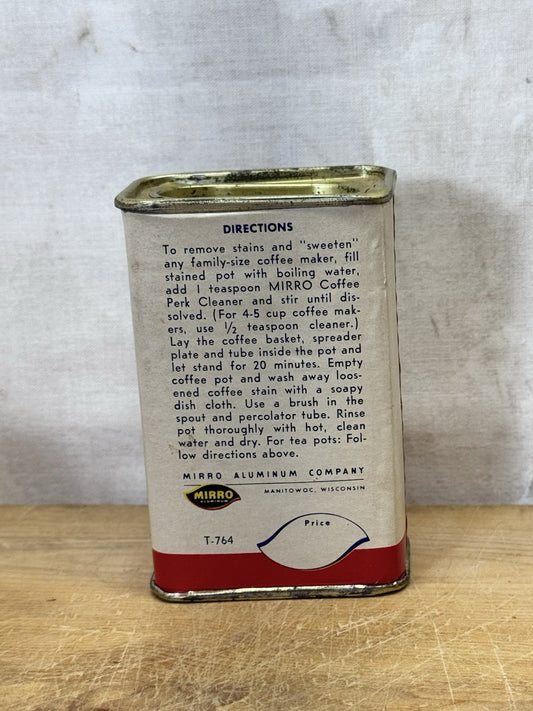 DIRECTIONS
To remove stains and "sweeten"
any family-size coffee maker, fill
stained pot with boiling water,
add 1 teaspoon MIRRO Coffee
Perk Cleaner and stir until dis-
solved. (For 4-5 cup coffee mak-
ers, use 1/2 teaspoon cleaner.)
Lay the coffee basket, spreader
plate and tube inside the pot and
let stand for 20 minutes. Empty
coffee pot and wash away loos-
ened coffee stain with a soapy
dish cloth. Use a brush in the
spout and percolator tube. Rinse
pot thoroughly with hot, clean
water and dry. For tea pots: Fol-
low directions above.
MIRRO ALUMINUM COMPANY
MANITOWOC, WISCONSIN
MIRRO
ALUMINUM
Price
T-764